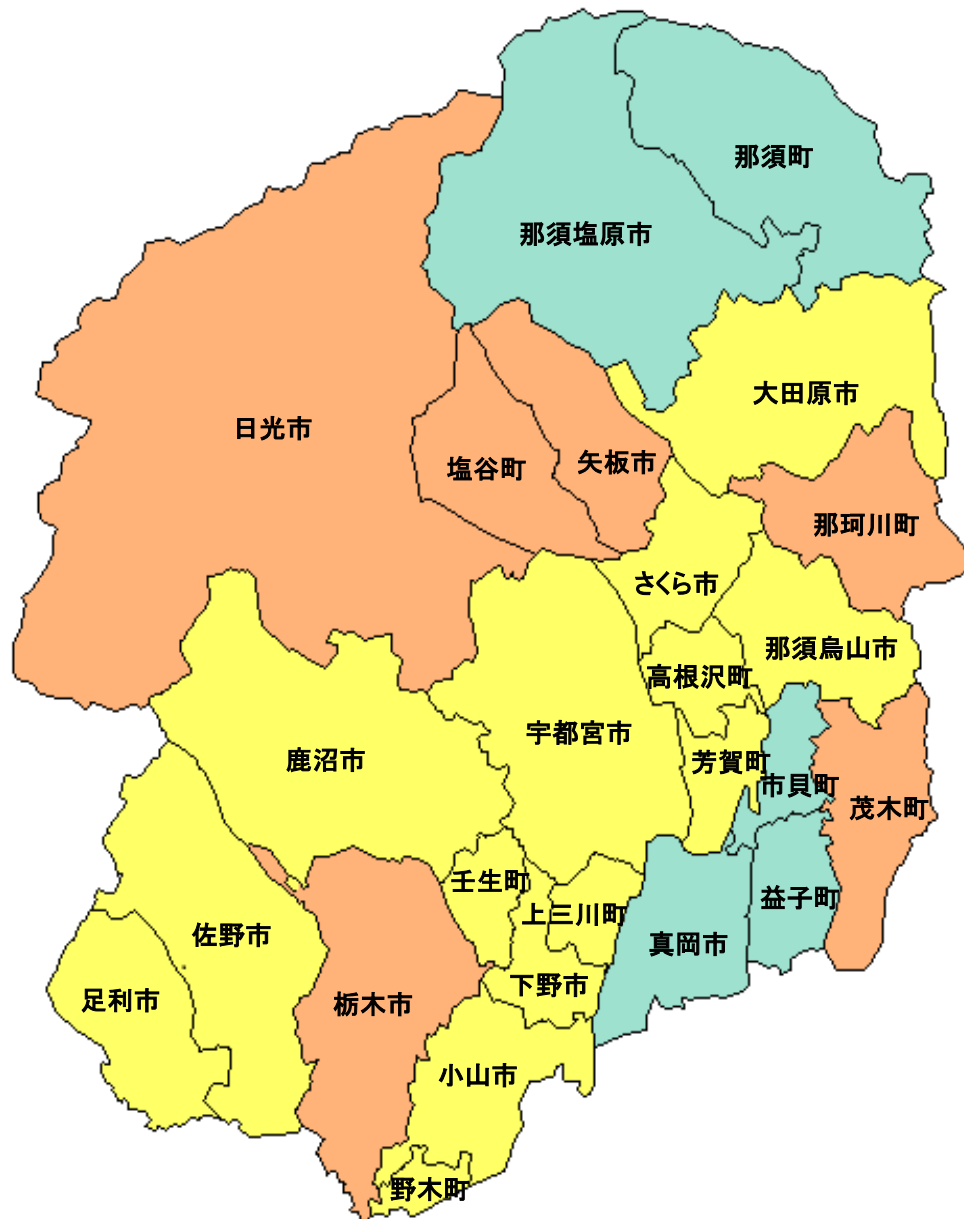 那須町
那須塩原市
大田原市
日光市
塩谷町
矢板市
那珂川町
さくら市
那須烏山市
高根沢町
宇都宮市
鹿沼市
芳賀町
市貝町
茂木町
壬生町
上三川町
益子町
佐野市
真岡市
下野市
足利市
栃木市
小山市
野木町